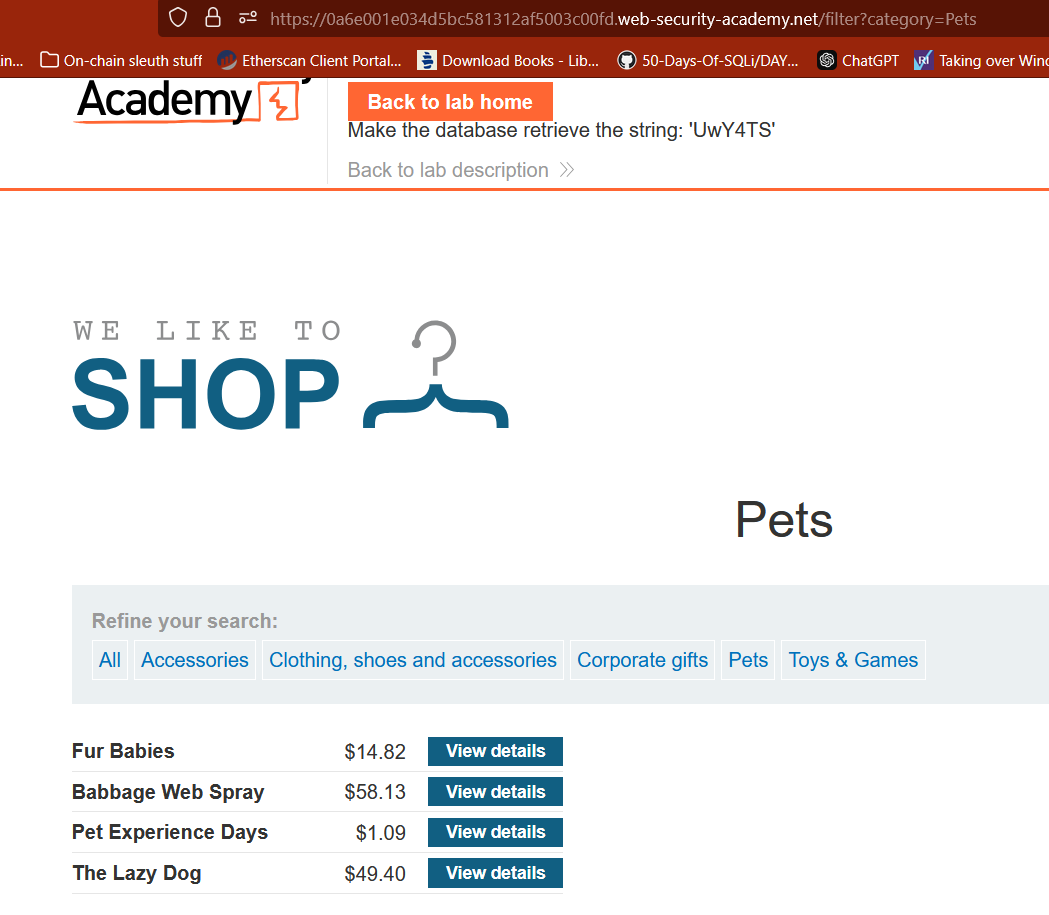 https://0a6e001e034d5bc581312af5003c00fd.web-security-academy.net/filter?category=Pets
in... On-chain sleuth stuff Etherscan Client Portal... Download Books - Lib... 50-Days-Of-SQLi/DAY... ChatGPT Taking over Wind
Academy
Back to lab home
Make the database retrieve the string: 'UwY4TS'
Back to lab description
WE LIKE TO
SHOP
Pets
Refine your search:
All Accessories Clothing, shoes and accessories Corporate gifts Pets Toys & Games
Fur Babies $14.82 View details
Babbage Web Spray $58.13 View details
Pet Experience Days $1.09 View details
The Lazy Dog $49.40 View details